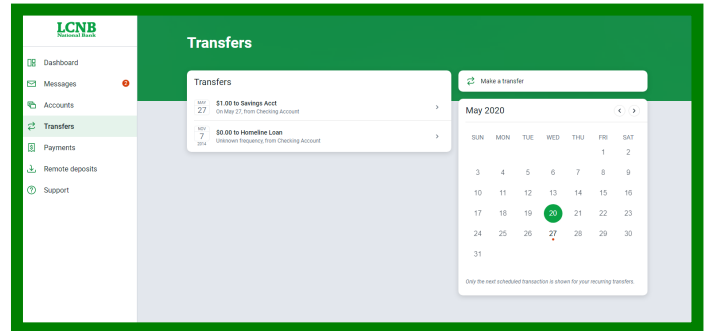 LCNB
National Bank
Dashboard
Messages 2
Accounts
Transfers
Payments
Remote deposits
Support
Transfers
Transfers
MAY
27
$1.00 to Savings Acct
On May 27, from Checking Account
NOV
7
2014
$0.00 to Homeline Loan
Unknown frequency, from Checking Account
Make a transfer
May 2020
SUN MON TUE WED THU FRI SAT
1 2
3 4 5 6 7 8 9
10 11 12 13 14 15 16
17 18 19 20 21 22 23
24 25 26 27 28 29 30
31
Only the next scheduled transaction is shown for your recurring transfers.